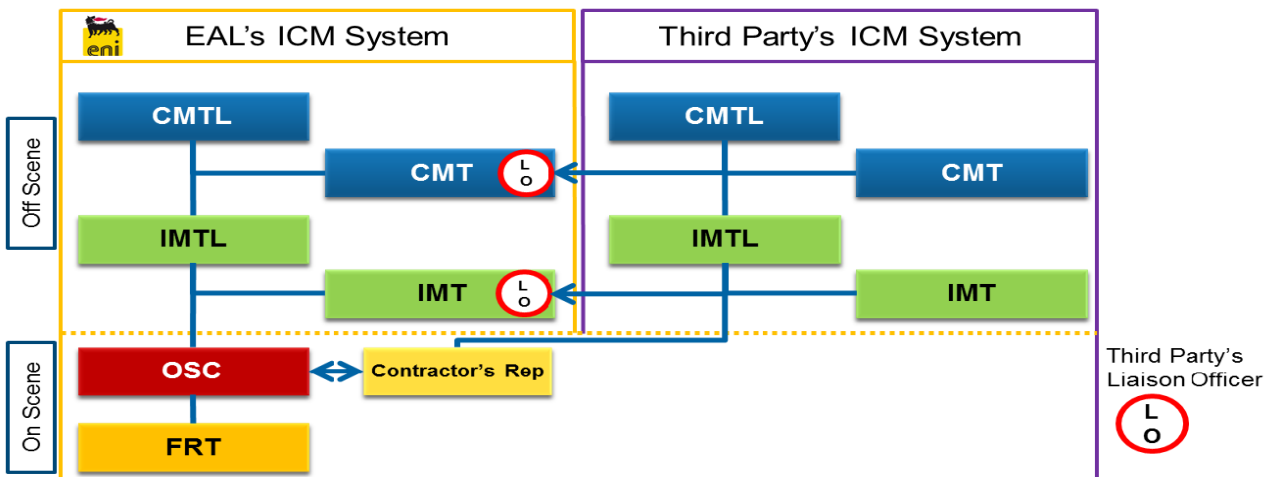 eni
EAL's ICM System
Third Party's ICM System
Off Scene
CMTL
CMTL
CMT
L
O
CMT
IMTL
IMTL
IMT
L
O
IMT
On Scene
OSC
Contractor's Rep
FRT
Third Party's
Liaison Officer
L
O